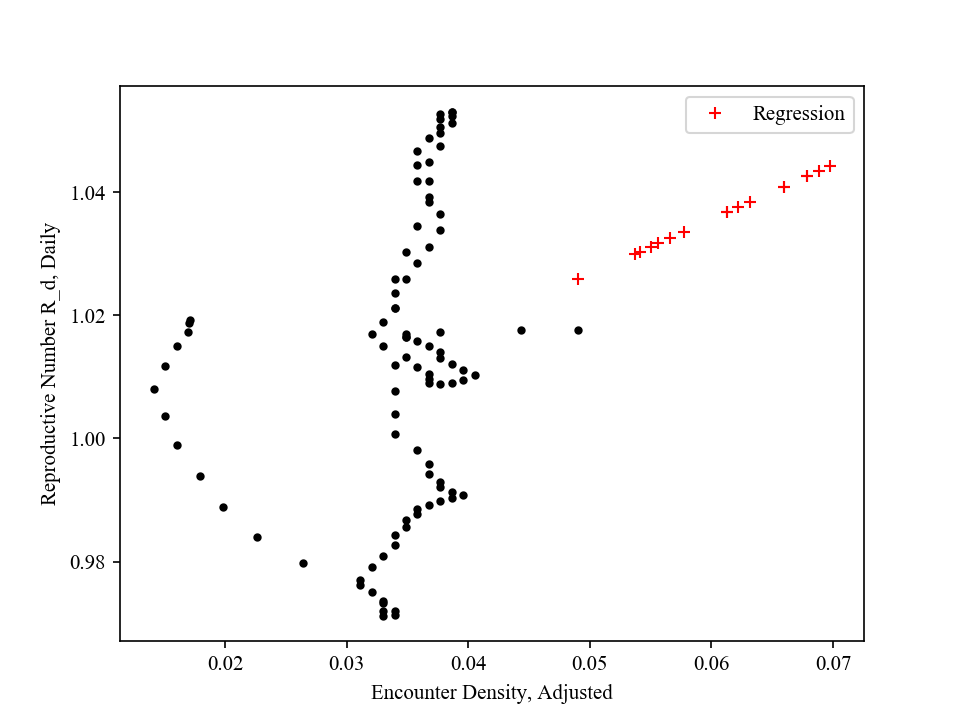 Regression
1.04
1.02
1.00
0.98
Reproductive Number R_d, Daily
0.02 0.03 0.04 0.05 0.06 0.07
Encounter Density, Adjusted